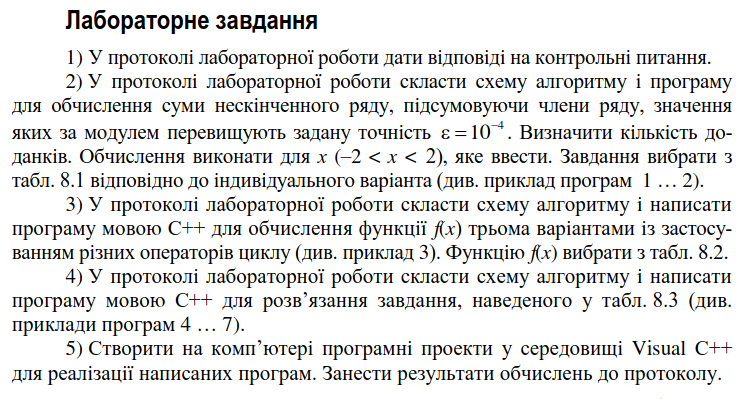 Лабораторне завдання
1) У протоколі лабораторної роботи дати відповіді на контрольні питання.
2) У протоколі лабораторної роботи скласти схему алгоритму і програму
для обчислення суми нескінченного ряду, підсумовуючи члени ряду, значення
яких за модулем перевищують задану точність ε = 10⁻⁴. Визначити кількість до-
данків. Обчислення виконати для x (–2 < x < 2), яке ввести. Завдання вибрати з
табл. 8.1 відповідно до індивідуального варіанта (див. приклад програм 1 … 2).
3) У протоколі лабораторної роботи скласти схему алгоритму і написати
програму мовою C++ для обчислення функції f(x) трьома варіантами із застосу-
ванням різних операторів циклу (див. приклад 3). Функцію f(x) вибрати з табл. 8.2.
4) У протоколі лабораторної роботи скласти схему алгоритму і написати
програму мовою C++ для розв’язання завдання, наведеного у табл. 8.3 (див.
приклади програм 4 … 7).
5) Створити на комп’ютері програмні проекти у середовищі Visual C++
для реалізації написаних програм. Занести результати обчислень до протоколу.